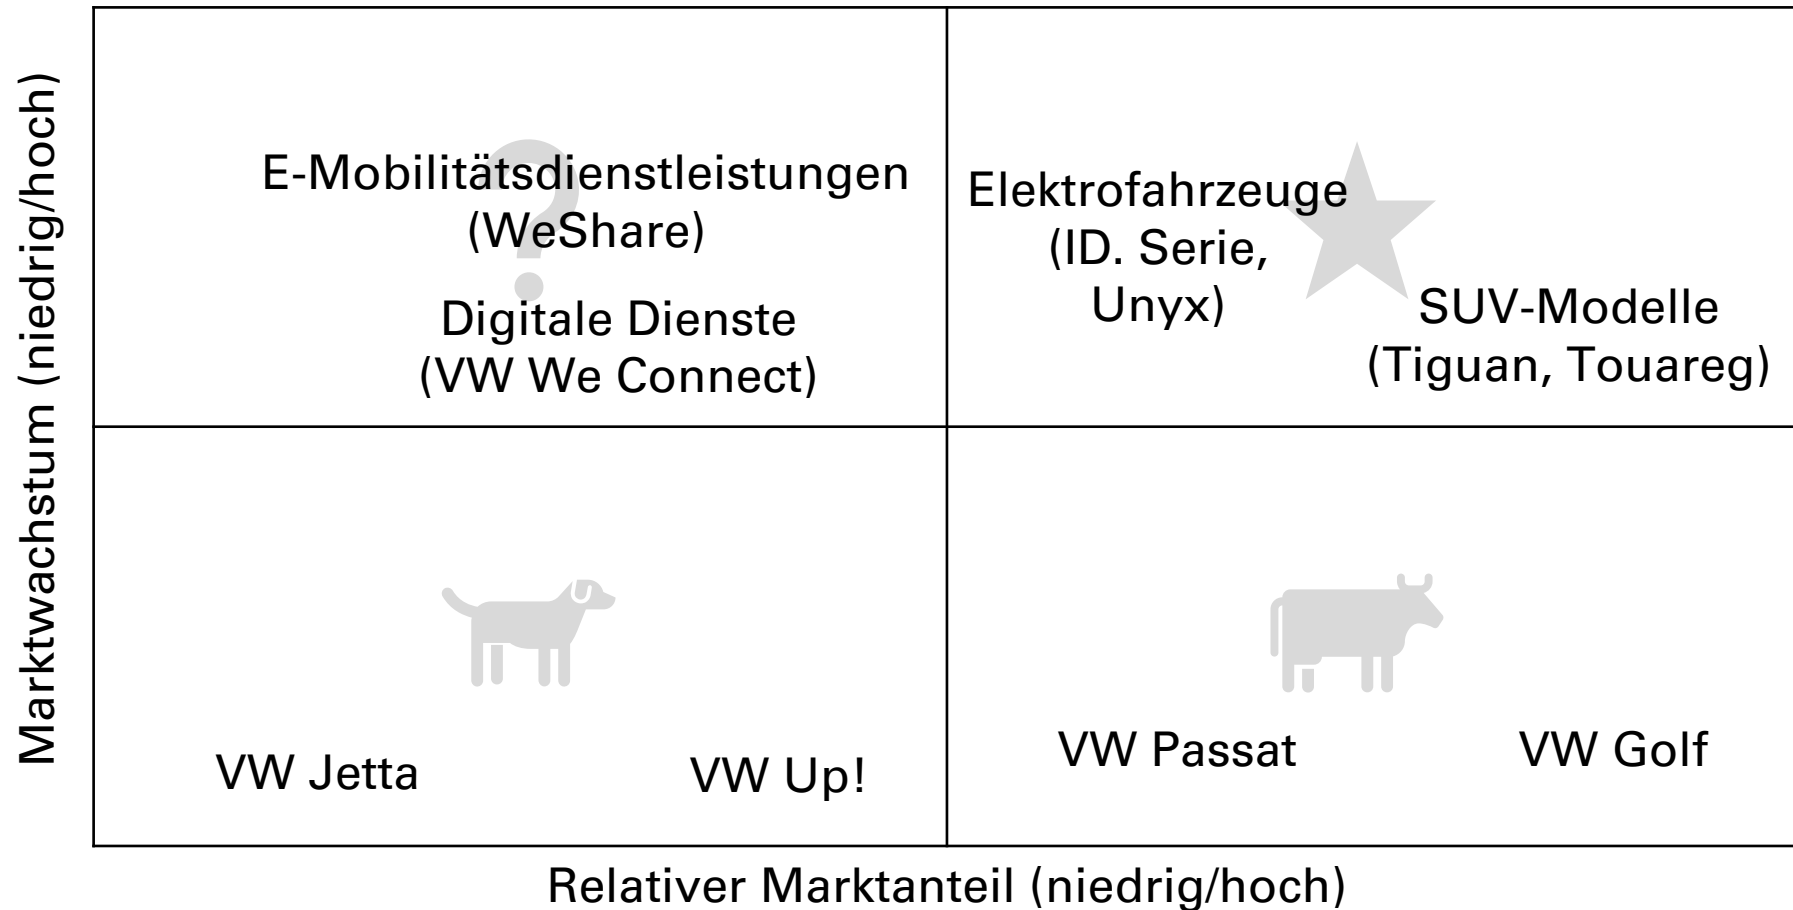 Marktwachstum (niedrig/hoch)
E-Mobilitätsdienstleistungen
(WeShare)
Digitale Dienste
(VW We Connect)
Elektrofahrzeuge
(ID. Serie,
Unyx)
SUV-Modelle
(Tiguan, Touareg)
?
VW Jetta
VW Up!
VW Passat
VW Golf
Relativer Marktanteil (niedrig/hoch)